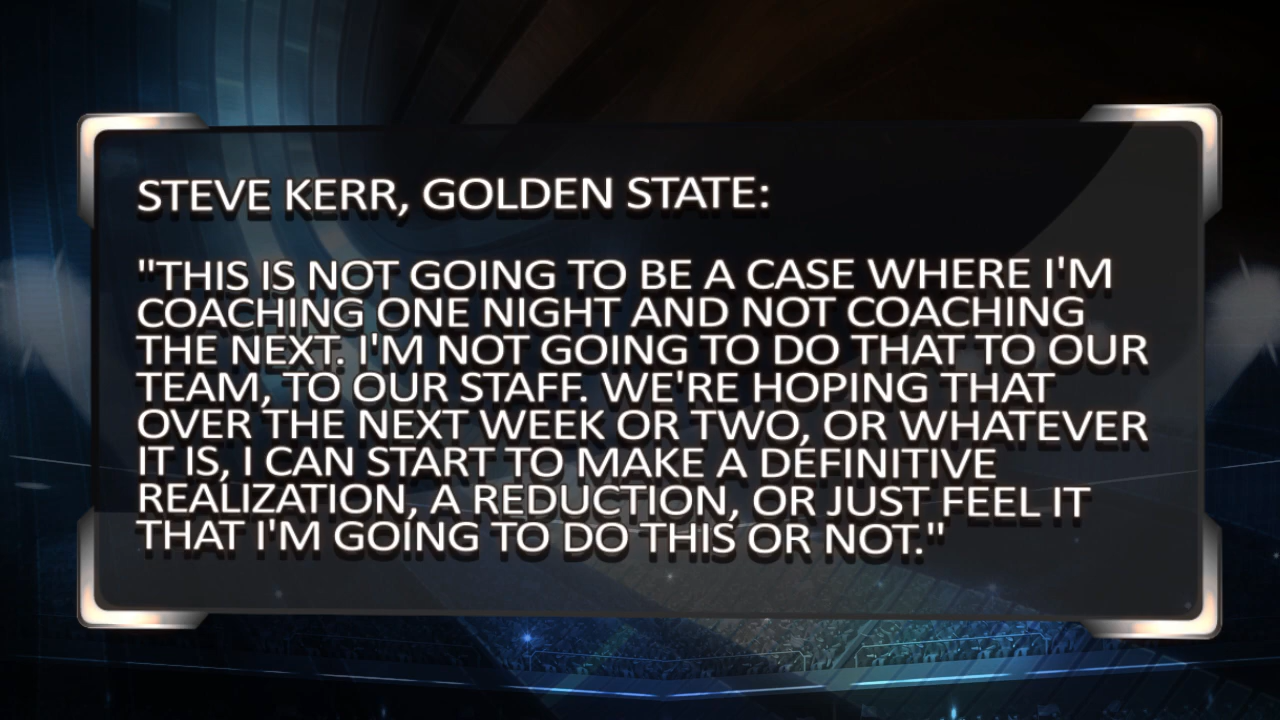 STEVE KERR, GOLDEN STATE:
"THIS IS NOT GOING TO BE A CASE WHERE I'M
COACHING ONE NIGHT AND NOT COACHING
THE NEXT. I'M NOT GOING TO DO THAT TO OUR
TEAM, TO OUR STAFF. WE'RE HOPING THAT
OVER THE NEXT WEEK OR TWO, OR WHATEVER
IT IS, I CAN START TO MAKE A DEFINITIVE
REALIZATION, A REDUCTION, OR JUST FEEL IT
THAT I'M GOING TO DO THIS OR NOT."